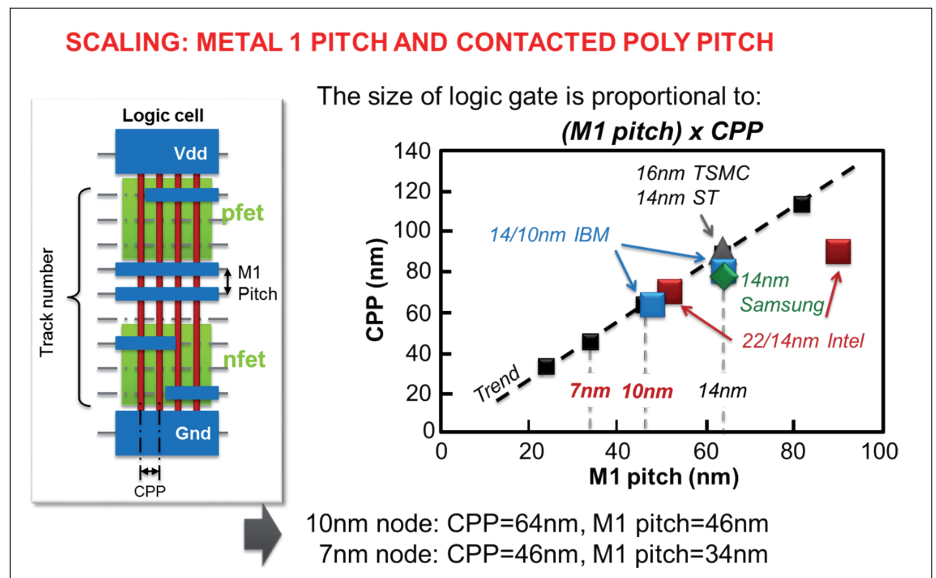 SCALING: METAL 1 PITCH AND CONTACTED POLY PITCH
The size of logic gate is proportional to:
(M1 pitch) x CPP
Logic cell
Vdd
pfet
M1
Pitch
Track number
nfet
Gnd
CPP
140
120
100
80
60
40
20
0
CPP (nm)
16nm TSMC
14nm ST
14/10nm IBM
14nm
Samsung
22/14nm Intel
Trend
7nm
10nm
14nm
0
20
40
60
80
100
M1 pitch (nm)
10nm node: CPP=64nm, M1 pitch=46nm
7nm node: CPP=46nm, M1 pitch=34nm